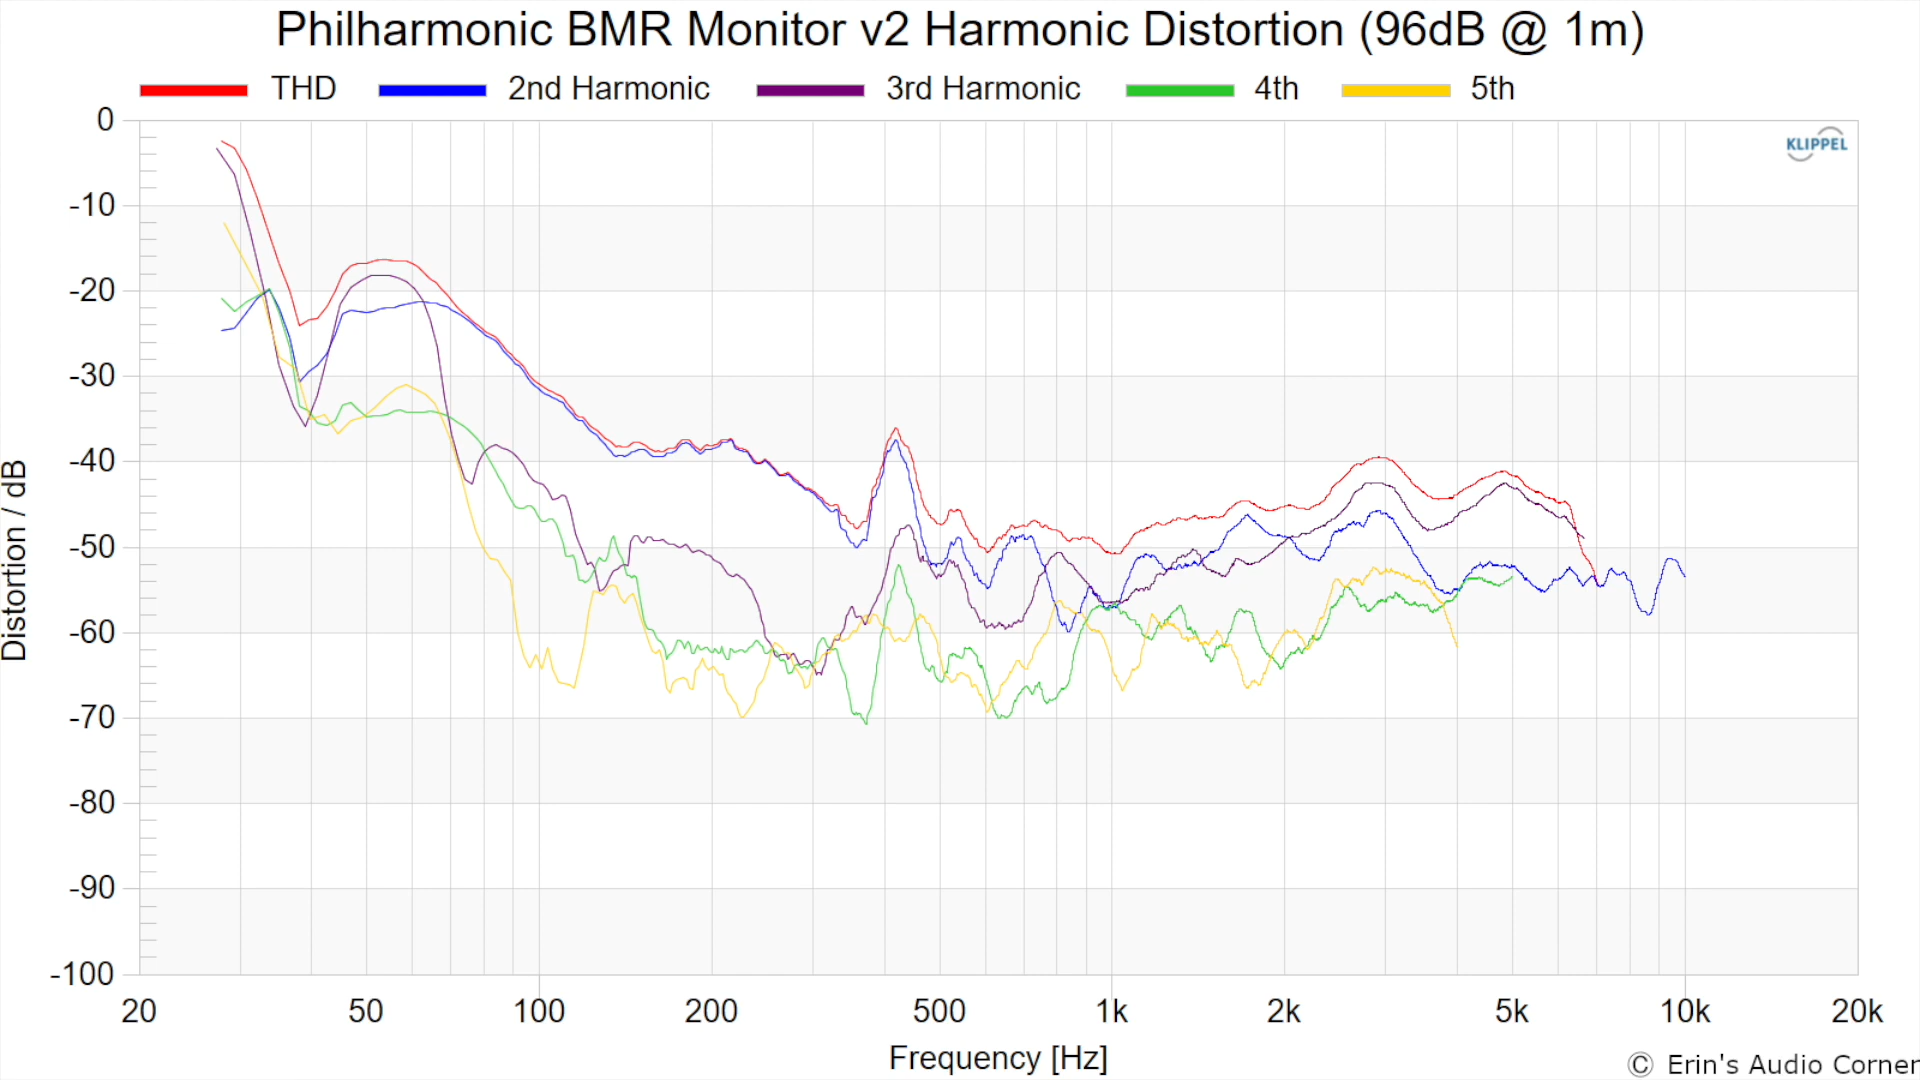 Philharmonic BMR Monitor v2 Harmonic Distortion (96dB @ 1m)
THD 2nd Harmonic 3rd Harmonic 4th 5th
KLIPPEL
0
-10
-20
-30
-40
-50
-60
-70
-80
-90
-100
Distortion / dB
20 50 100 200 500 1k 2k 5k 10k 20k
Frequency [Hz]
© Erin's Audio Corner